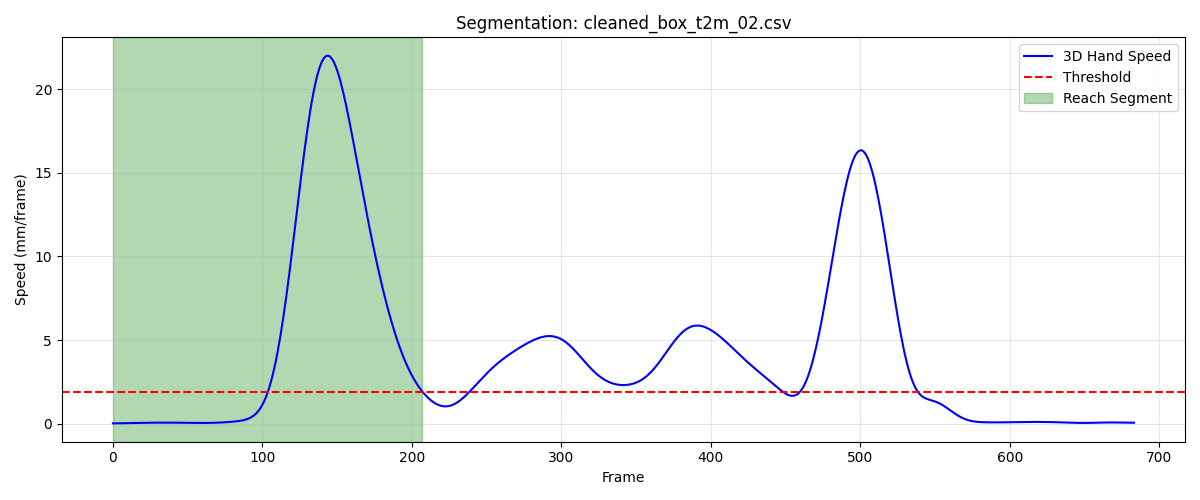 Segmentation: cleaned_box_t2m_02.csv
3D Hand Speed
Threshold
Reach Segment
Speed (mm/frame)
20
15
10
5
0
0 100 200 300 400 500 600 700
Frame